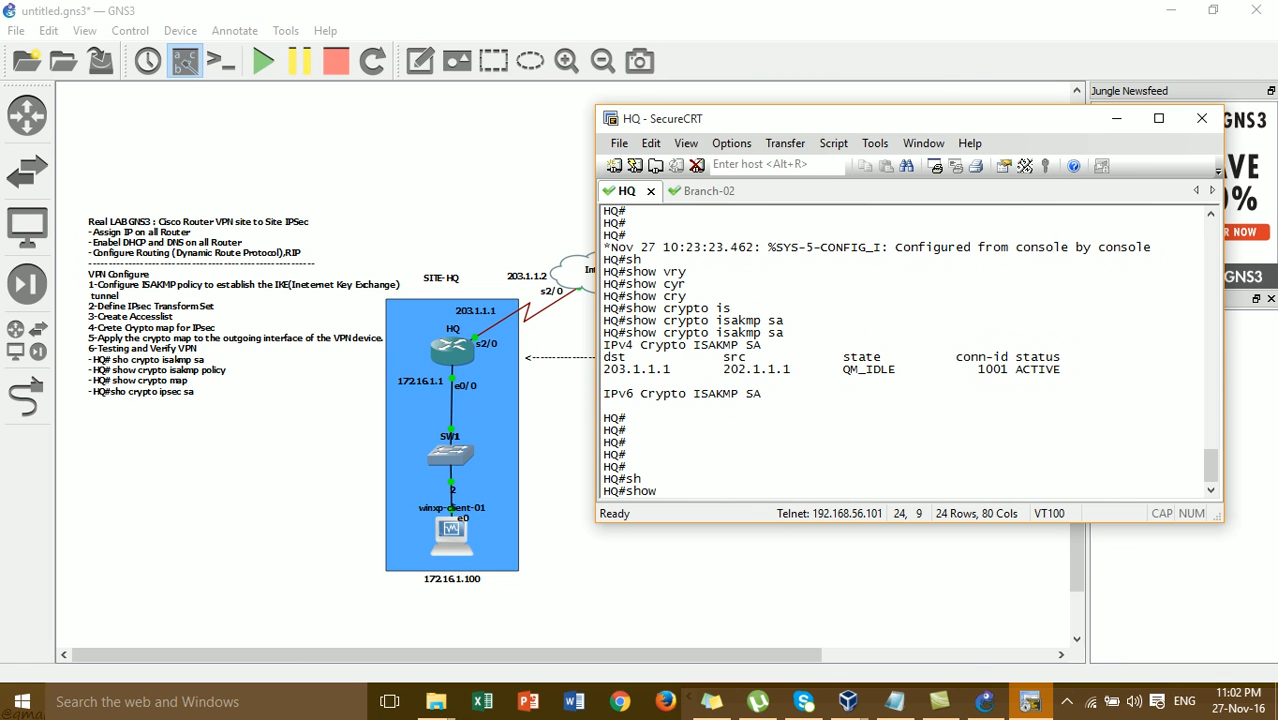 untitled.gns3* — GNS3
File Edit View Control Device Annotate Tools Help
Jungle Newsfeed
GNS3
Real LABGNS3 : Cisco Router VPN site to Site IPSec
- Assign IP on all Router
- Enabel DHCP and DNS on all Router
- Configure Routing (Dynamic Route Protocol),RIP
VPN Configure
1-Configure ISAKMP policy to establish the IKE(Ineternet Key Exchange)
tunnel
2-Define IPsec Transform Set
3-Create Accesslist
4-Crete Crypto map for IPsec
5-Apply the crypto map to the outgoing interface of the VPN device.
6-Testing and Verify VPN
- HQ# sho crypto isakmp sa
- HQ# show crypto isakmp policy
- HQ# show crypto map
- HQ#sho crypto ipsec sa
SITE-HQ
203.1.1.2
s2/0
Int
203.1.1.1
HQ
s2/0
172.16.1.1
e0/0
SW1
2
winxp-client-01
e0
172.16.1.100
HQ - SecureCRT
File Edit View Options Transfer Script Tools Window Help
Enter host <Alt+R>
HQ Branch-02
HQ#
HQ#
HQ#
*Nov 27 10:23:23.462: %SYS-5-CONFIG_I: Configured from console by console
HQ#sh
HQ#show vry
HQ#show cyr
HQ#show cry
HQ#show crypto is
HQ#show crypto isakmp sa
HQ#show crypto isakmp sa
IPv4 Crypto ISAKMP SA
dst src state conn-id status
203.1.1.1 202.1.1.1 QM_IDLE 1001 ACTIVE
IPv6 Crypto ISAKMP SA
HQ#
HQ#
HQ#
HQ#
HQ#
HQ#sh
HQ#show
Ready Telnet: 192.168.56.101 24, 9 24 Rows, 80 Cols VT100 CAP NUM
GNS3
Search the web and Windows
ENG
11:02 PM
27-Nov-16